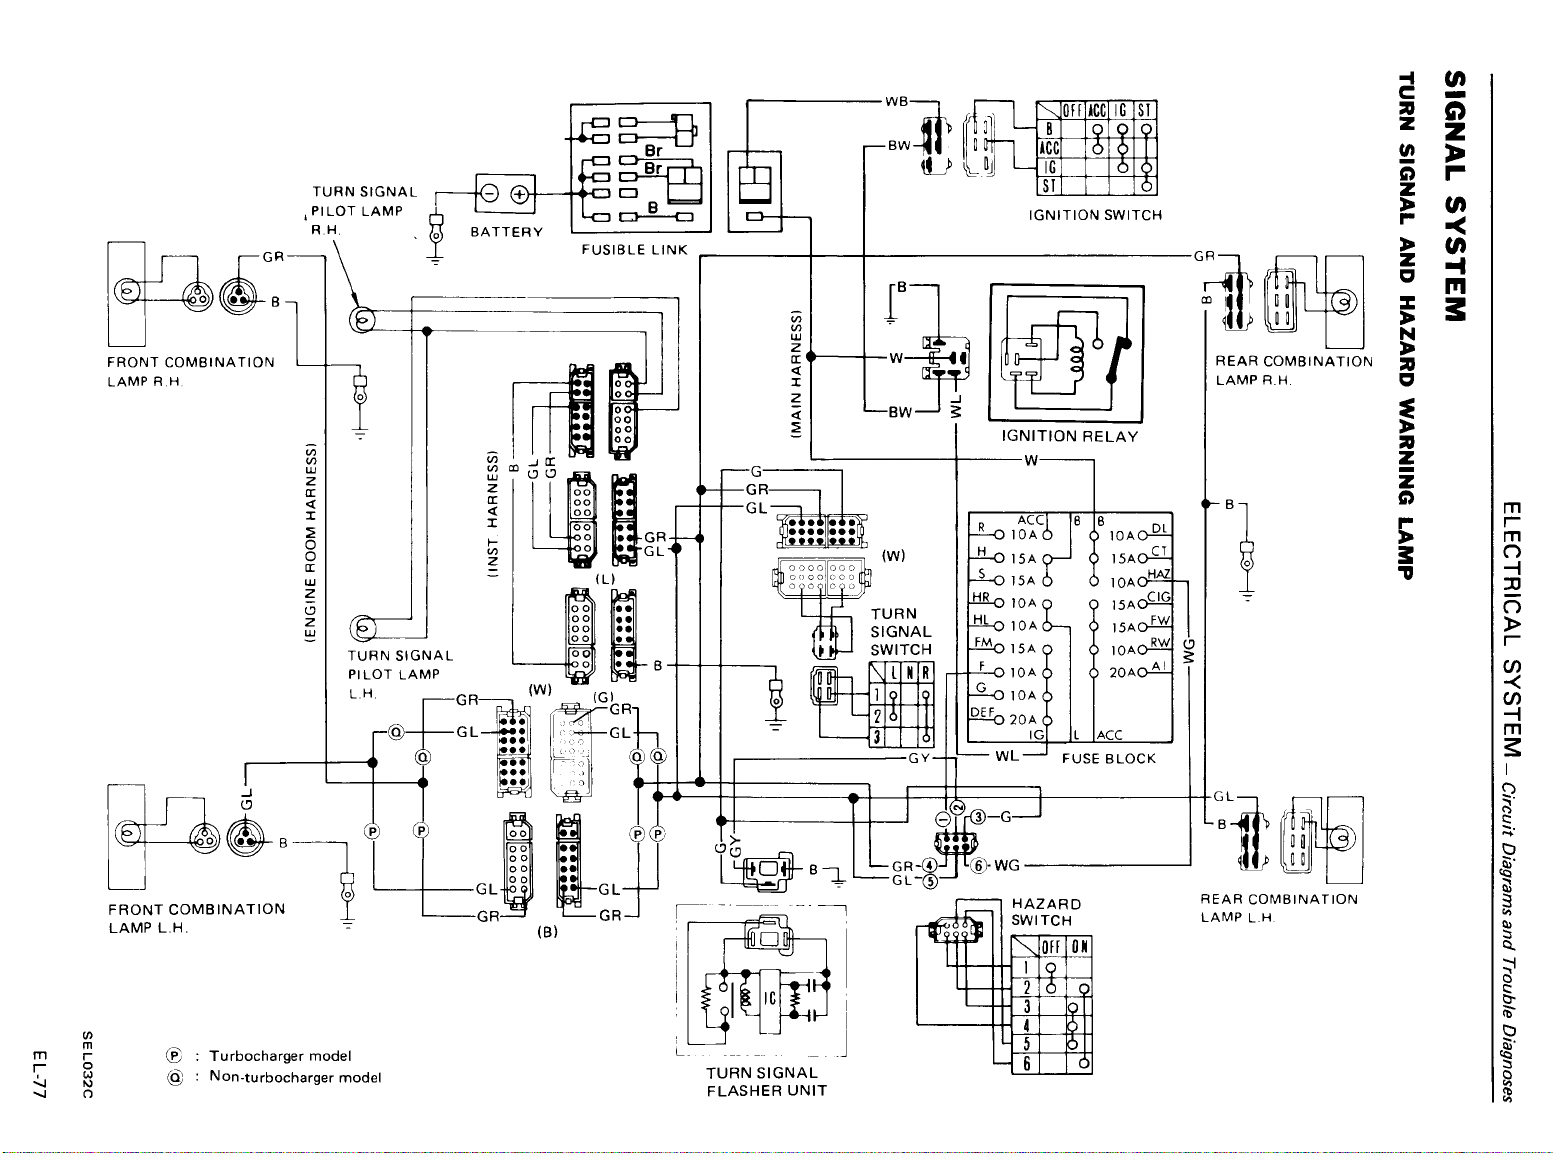 ELECTRICAL SYSTEM – Circuit Diagrams and Trouble Diagnoses
SIGNAL SYSTEM
TURN SIGNAL AND HAZARD WARNING LAMP
WB
BW
OFF ACC IG ST
B
ACC
IG
ST
IGNITION SWITCH
Br
Br
B
FUSIBLE LINK
BATTERY
TURN SIGNAL
PILOT LAMP
R.H.
GR
B
FRONT COMBINATION
LAMP R.H.
GR
B
REAR COMBINATION
LAMP R.H.
B
W
BW
WL
IGNITION RELAY
(MAIN HARNESS)
(ENGINE ROOM HARNESS)
(INST. HARNESS)
B
GL
GR
GR
GL
(L)
G
GR
GL
(W)
W
B
ACC B B
R 10A 10A DL
H 15A 15A CT
S 15A 10A HAZ
HR 10A 15A CIG
HL 10A 15A FW
FM 15A 10A RW
F 10A 20A AI
G 10A
DEF 20A
IG L ACC
FUSE BLOCK
WG
WL
TURN
SIGNAL
SWITCH
L N R
1
2
3
B
TURN SIGNAL
PILOT LAMP
L.H.
GR
(W)
(G)
GR
Q
GL
GL
Q
Q
Q
GL
P
P
P
P
GL
GR
GL
GR
(B)
B
FRONT COMBINATION
LAMP L.H.
GY
G
GY
B
1
2
3 G
GR 4
GL 5
6 WG
GL
B
REAR COMBINATION
LAMP L.H.
HAZARD
SWITCH
OFF ON
1
2
3
4
5
6
IC
TURN SIGNAL
FLASHER UNIT
P : Turbocharger model
Q : Non-turbocharger model
SEL032C
EL-77